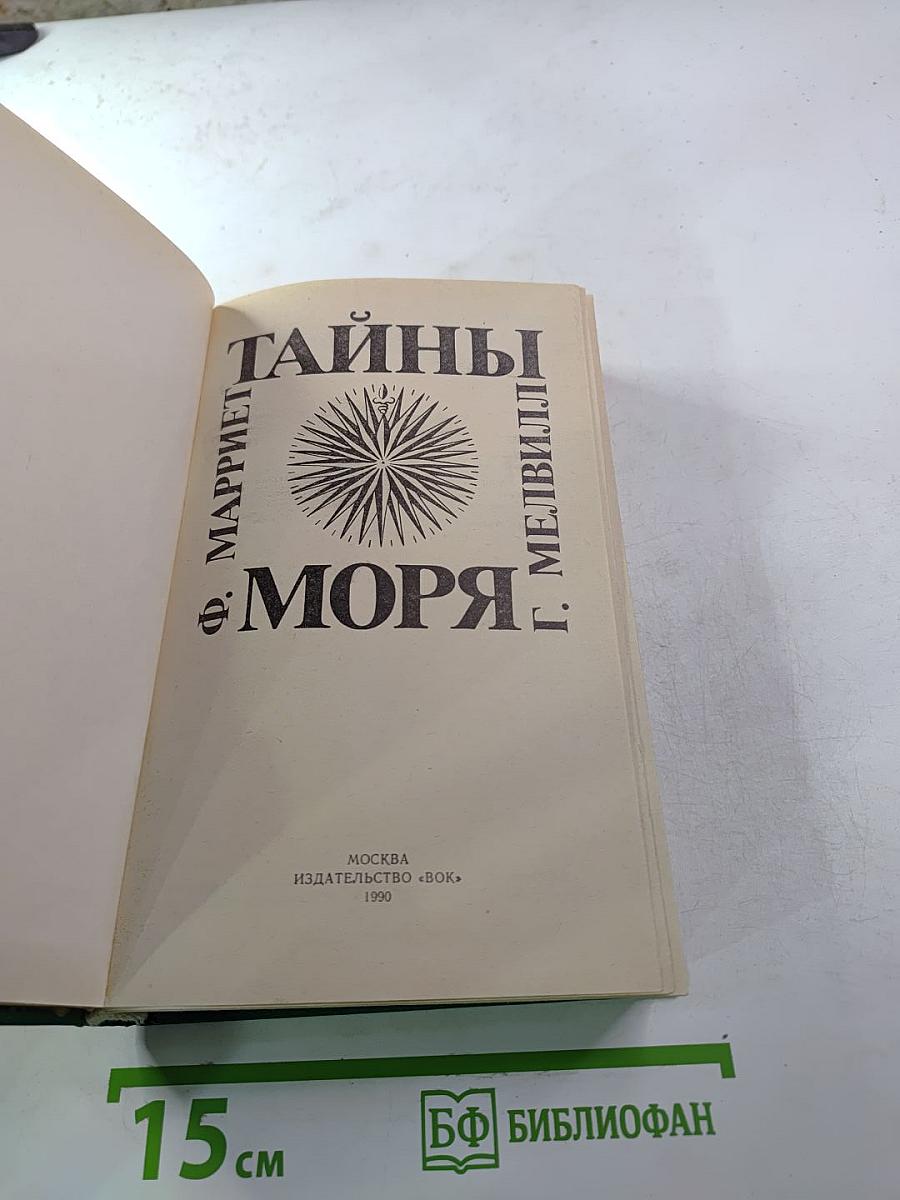 ТАЙНЫ
Ф. МАРРИЕТ
Г. МЕЛВИЛЛ
МОРЯ
МОСКВА
ИЗДАТЕЛЬСТВО «ВОК»
1990
15 см
БФ БИБЛИОФАН